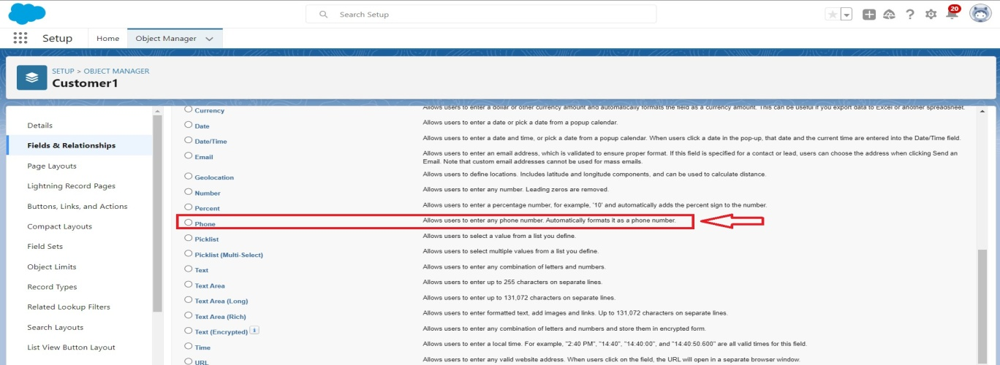 Search Setup
20
Setup
Home
Object Manager
SETUP > OBJECT MANAGER
Customer1
Details
Fields & Relationships
Page Layouts
Lightning Record Pages
Buttons, Links, and Actions
Compact Layouts
Field Sets
Object Limits
Record Types
Related Lookup Filters
Search Layouts
List View Button Layout
Currency Allows users to enter a dollar or other currency amount and automatically formats the field as a currency amount. This can be useful if you export data to Excel or another spreadsheet.
Date Allows users to enter a date or pick a date from a popup calendar.
Date/Time Allows users to enter a date and time, or pick a date from a popup calendar. When users click a date in the pop-up, that date and the current time are entered into the Date/Time field.
Email Allows users to enter an email address, which is validated to ensure proper format. If this field is specified for a contact or lead, users can choose the address when clicking Send an
Email. Note that custom email addresses cannot be used for mass emails.
Geolocation Allows users to define locations. Includes latitude and longitude components, and can be used to calculate distance.
Number Allows users to enter any number. Leading zeros are removed.
Percent Allows users to enter a percentage number, for example, '10' and automatically adds the percent sign to the number.
Phone Allows users to enter any phone number. Automatically formats it as a phone number.
Picklist Allows users to select a value from a list you define.
Picklist (Multi-Select) Allows users to select multiple values from a list you define.
Text Allows users to enter any combination of letters and numbers.
Text Area Allows users to enter up to 255 characters on separate lines.
Text Area (Long) Allows users to enter up to 131,072 characters on separate lines.
Text Area (Rich) Allows users to enter formatted text, add images and links. Up to 131,072 characters on separate lines.
Text (Encrypted) i Allows users to enter any combination of letters and numbers and store them in encrypted form.
Time Allows users to enter a local time. For example, "2:40 PM", "14:40", "14:40:00", and "14:40:50.600" are all valid times for this field.
URL Allows users to enter any valid website address. When users click on the field, the URL will open in a separate browser window.